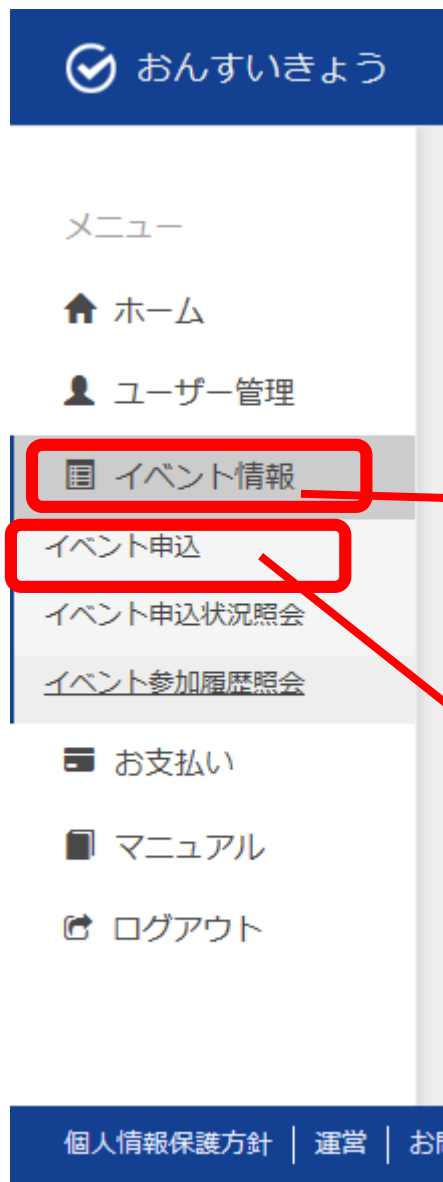 おんすいきょう
メニュー
ホーム
ユーザー管理
イベント情報
イベント申込
イベント申込状況照会
イベント参加履歴照会
お支払い
マニュアル
ログアウト
個人情報保護方針 | 運営 | お